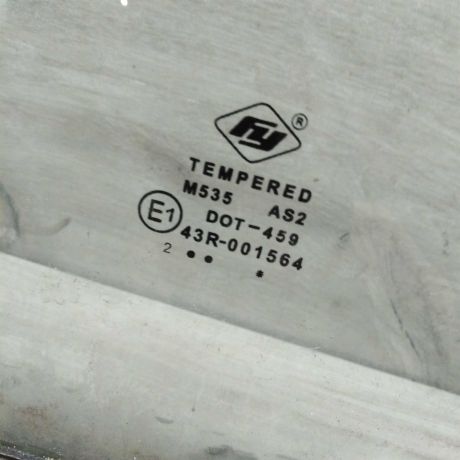 FY ®
TEMPERED
M535 AS2
E1 DOT-459
43R-001564
2 •• *